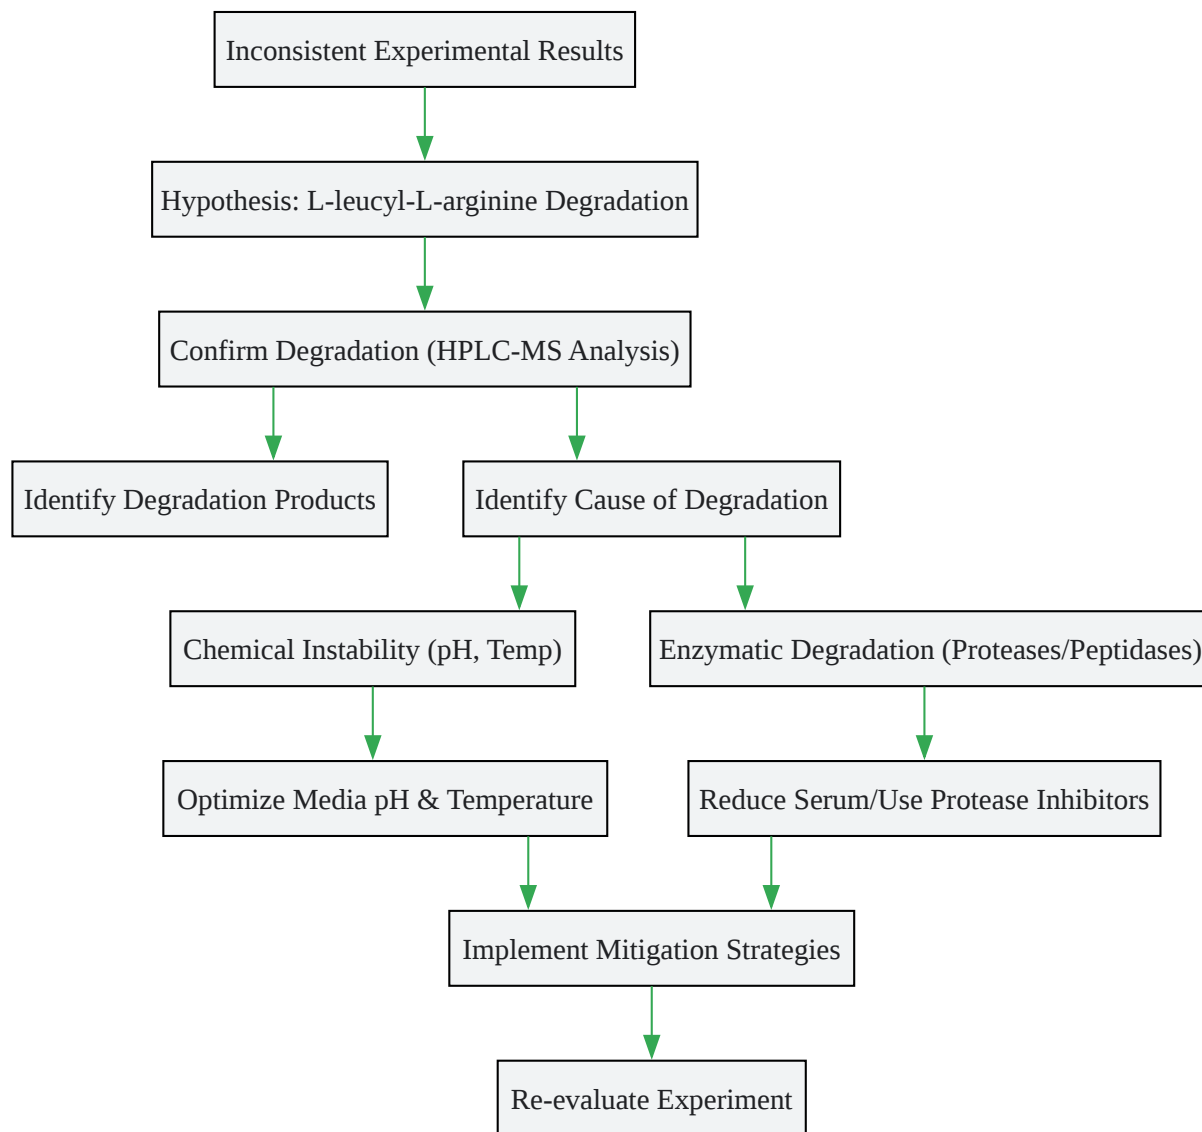 Inconsistent Experimental Results
Hypothesis: L-leucyl-L-arginine Degradation
Confirm Degradation (HPLC-MS Analysis)
Identify Degradation Products
Identify Cause of Degradation
Chemical Instability (pH, Temp)
Enzymatic Degradation (Proteases/Peptidases)
Optimize Media pH & Temperature
Reduce Serum/Use Protease Inhibitors
Implement Mitigation Strategies
Re-evaluate Experiment